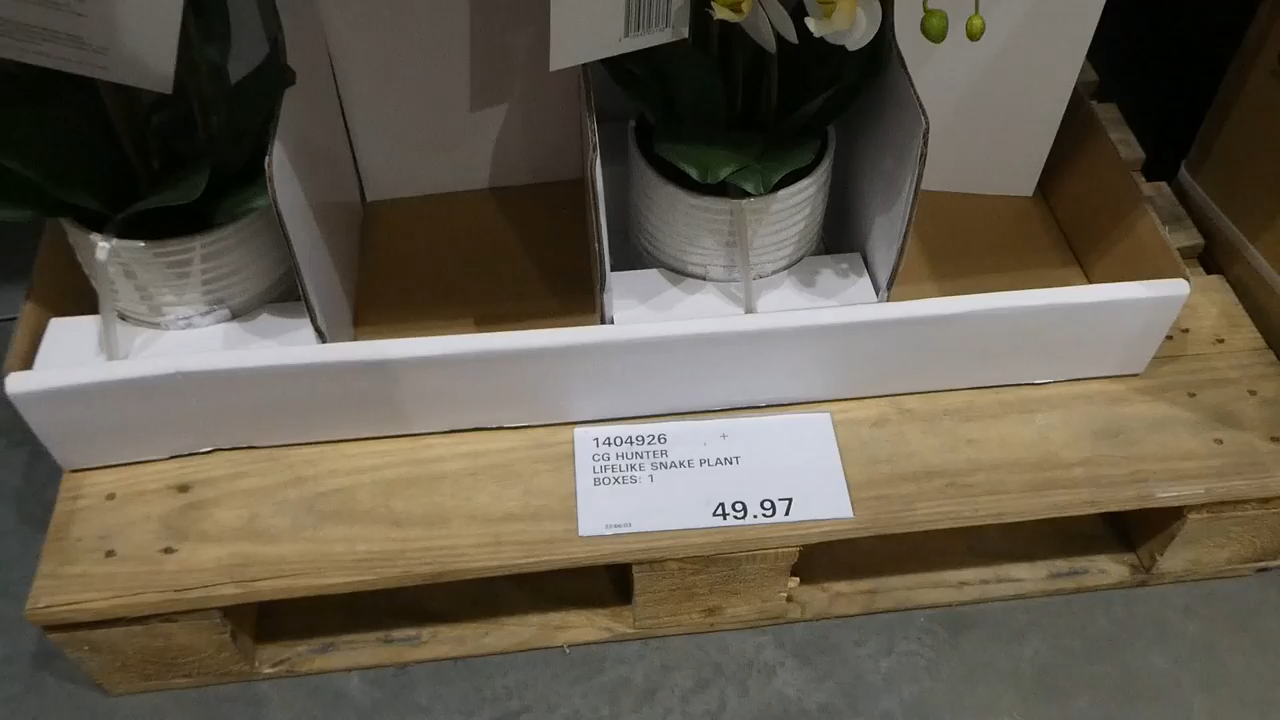 1404926 +
CG HUNTER
LIFELIKE SNAKE PLANT
BOXES: 1
49.97